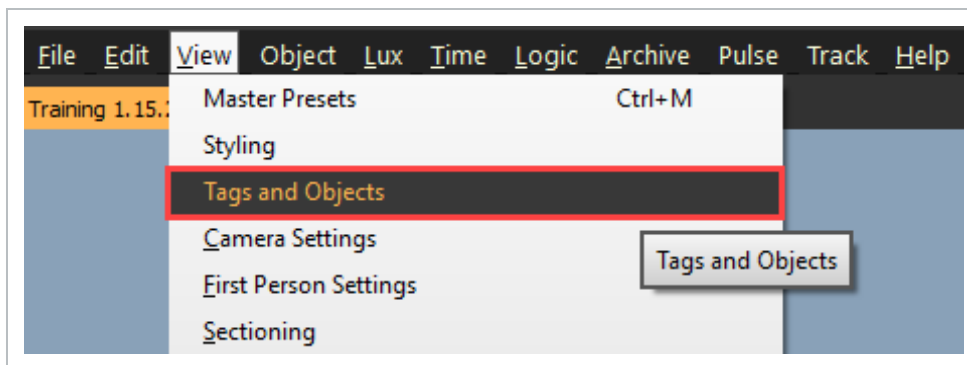 File Edit View Object Lux Time Logic Archive Pulse Track Help
Training 1.15.
Master Presets Ctrl+M
Styling
Tags and Objects
Camera Settings
Tags and Objects
First Person Settings
Sectioning